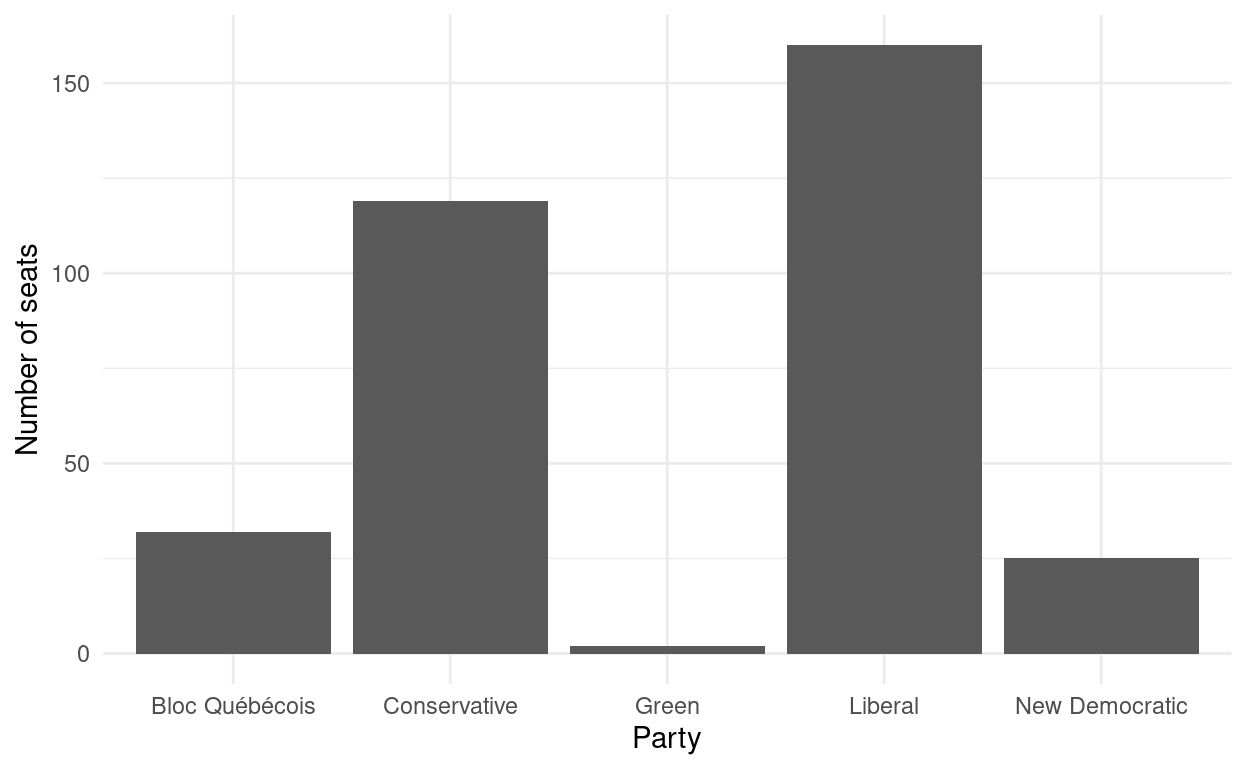 Number of seats
150
100
50
0
Bloc Québécois
Conservative
Green
Liberal
New Democratic
Party